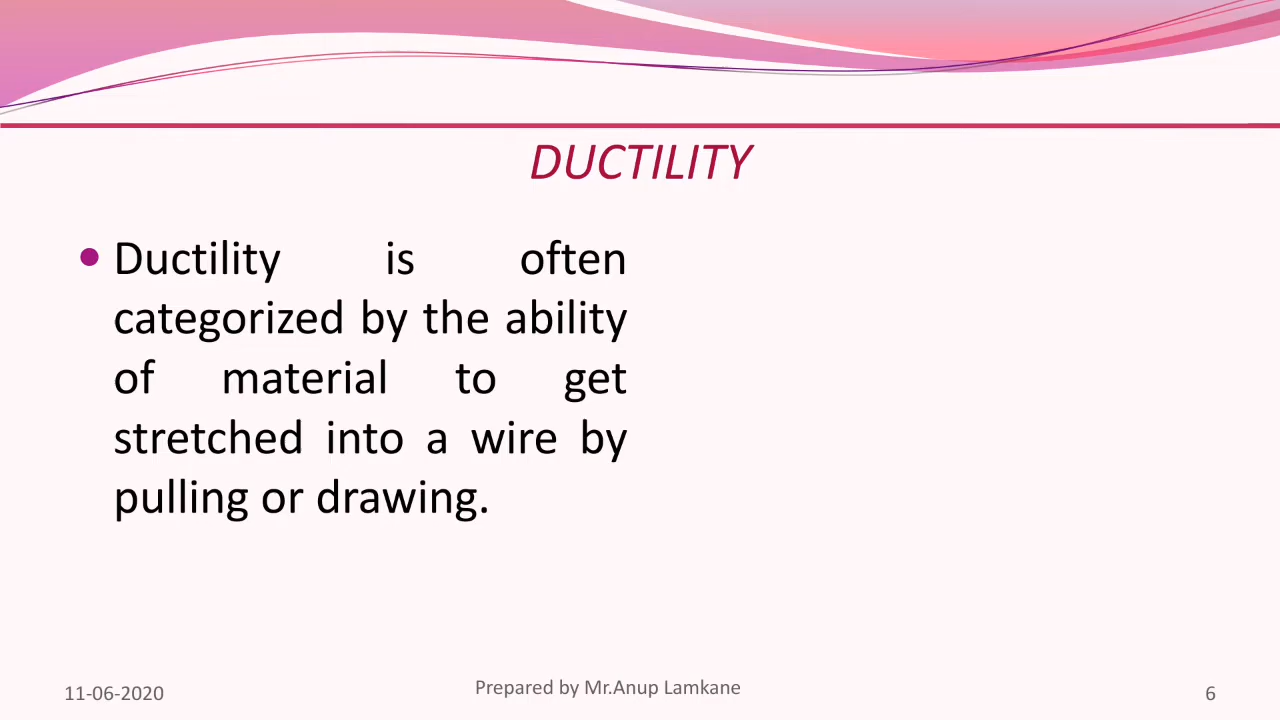 DUCTILITY
• Ductility is often
categorized by the ability
of material to get
stretched into a wire by
pulling or drawing.
11-06-2020
Prepared by Mr.Anup Lamkane
6